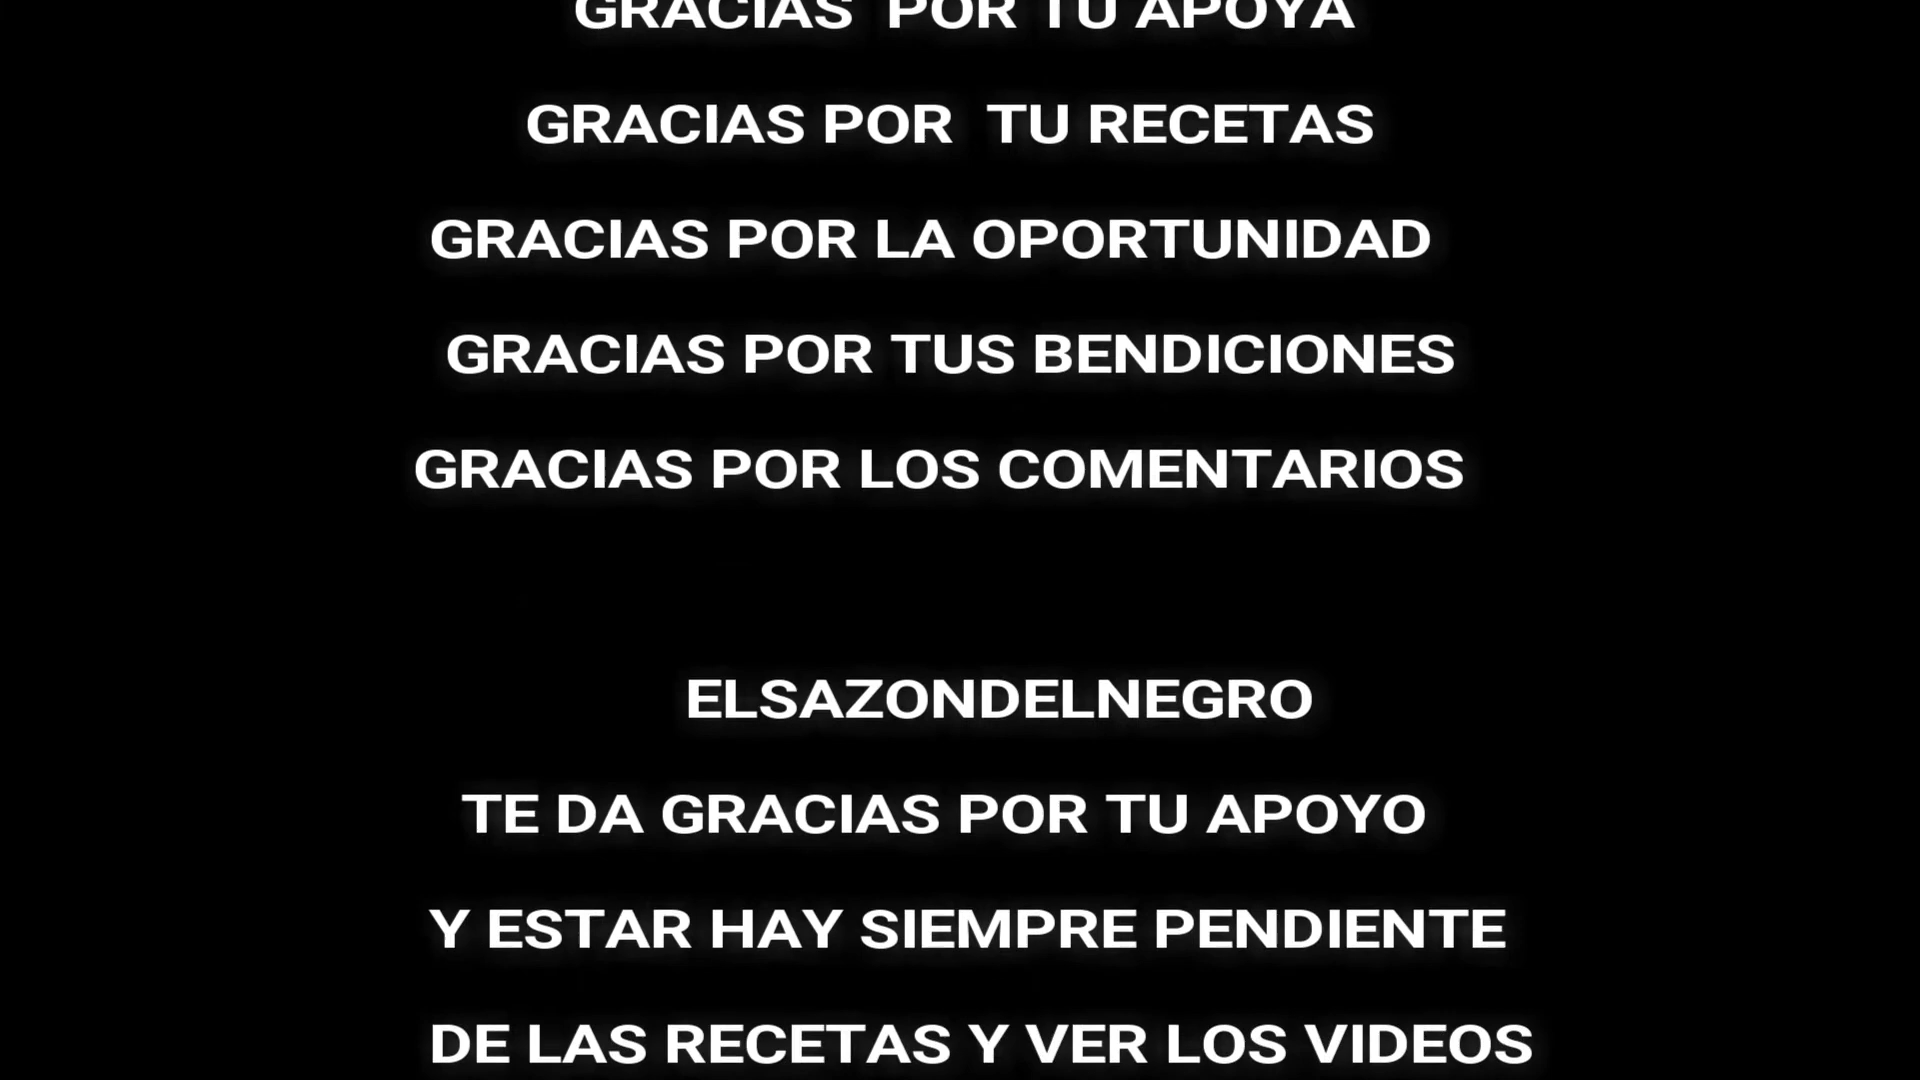 GRACIAS POR TU APOYA
GRACIAS POR TU RECETAS
GRACIAS POR LA OPORTUNIDAD
GRACIAS POR TUS BENDICIONES
GRACIAS POR LOS COMENTARIOS
ELSAZONDELNEGRO
TE DA GRACIAS POR TU APOYO
Y ESTAR HAY SIEMPRE PENDIENTE
DE LAS RECETAS Y VER LOS VIDEOS